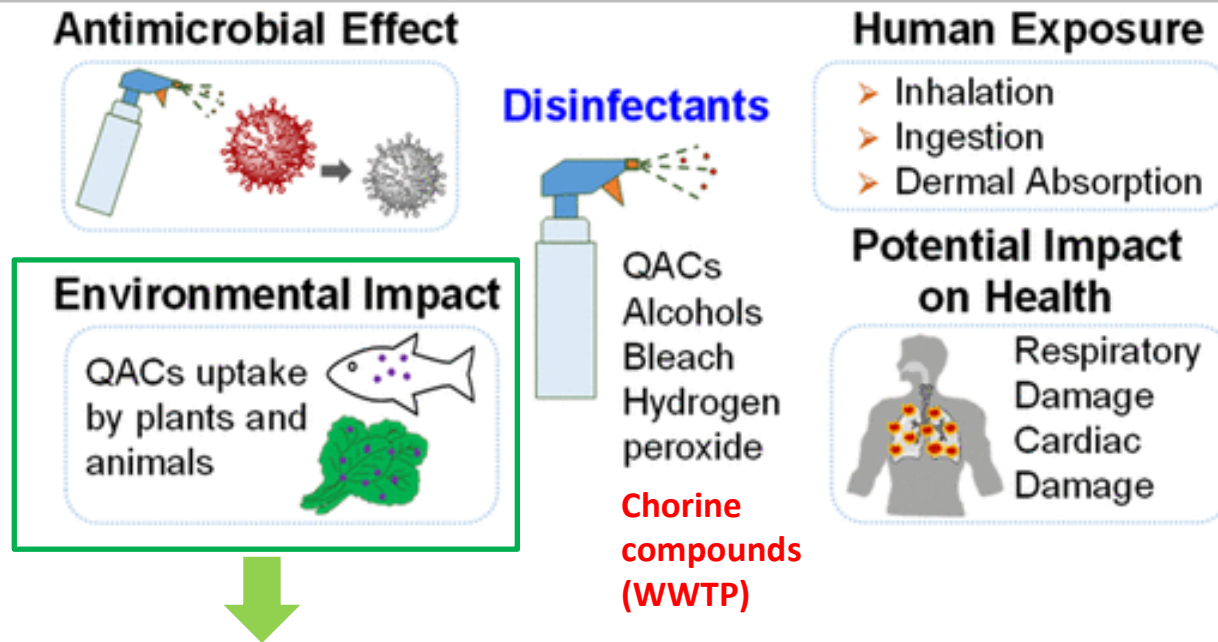 Antimicrobial Effect
Disinfectants
QACs
Alcohols
Bleach
Hydrogen
peroxide
Chorine
compounds
(WWTP)
Human Exposure
Inhalation
Ingestion
Dermal Absorption
Environmental Impact
QACs uptake
by plants and
animals
Potential Impact
on Health
Respiratory
Damage
Cardiac
Damage